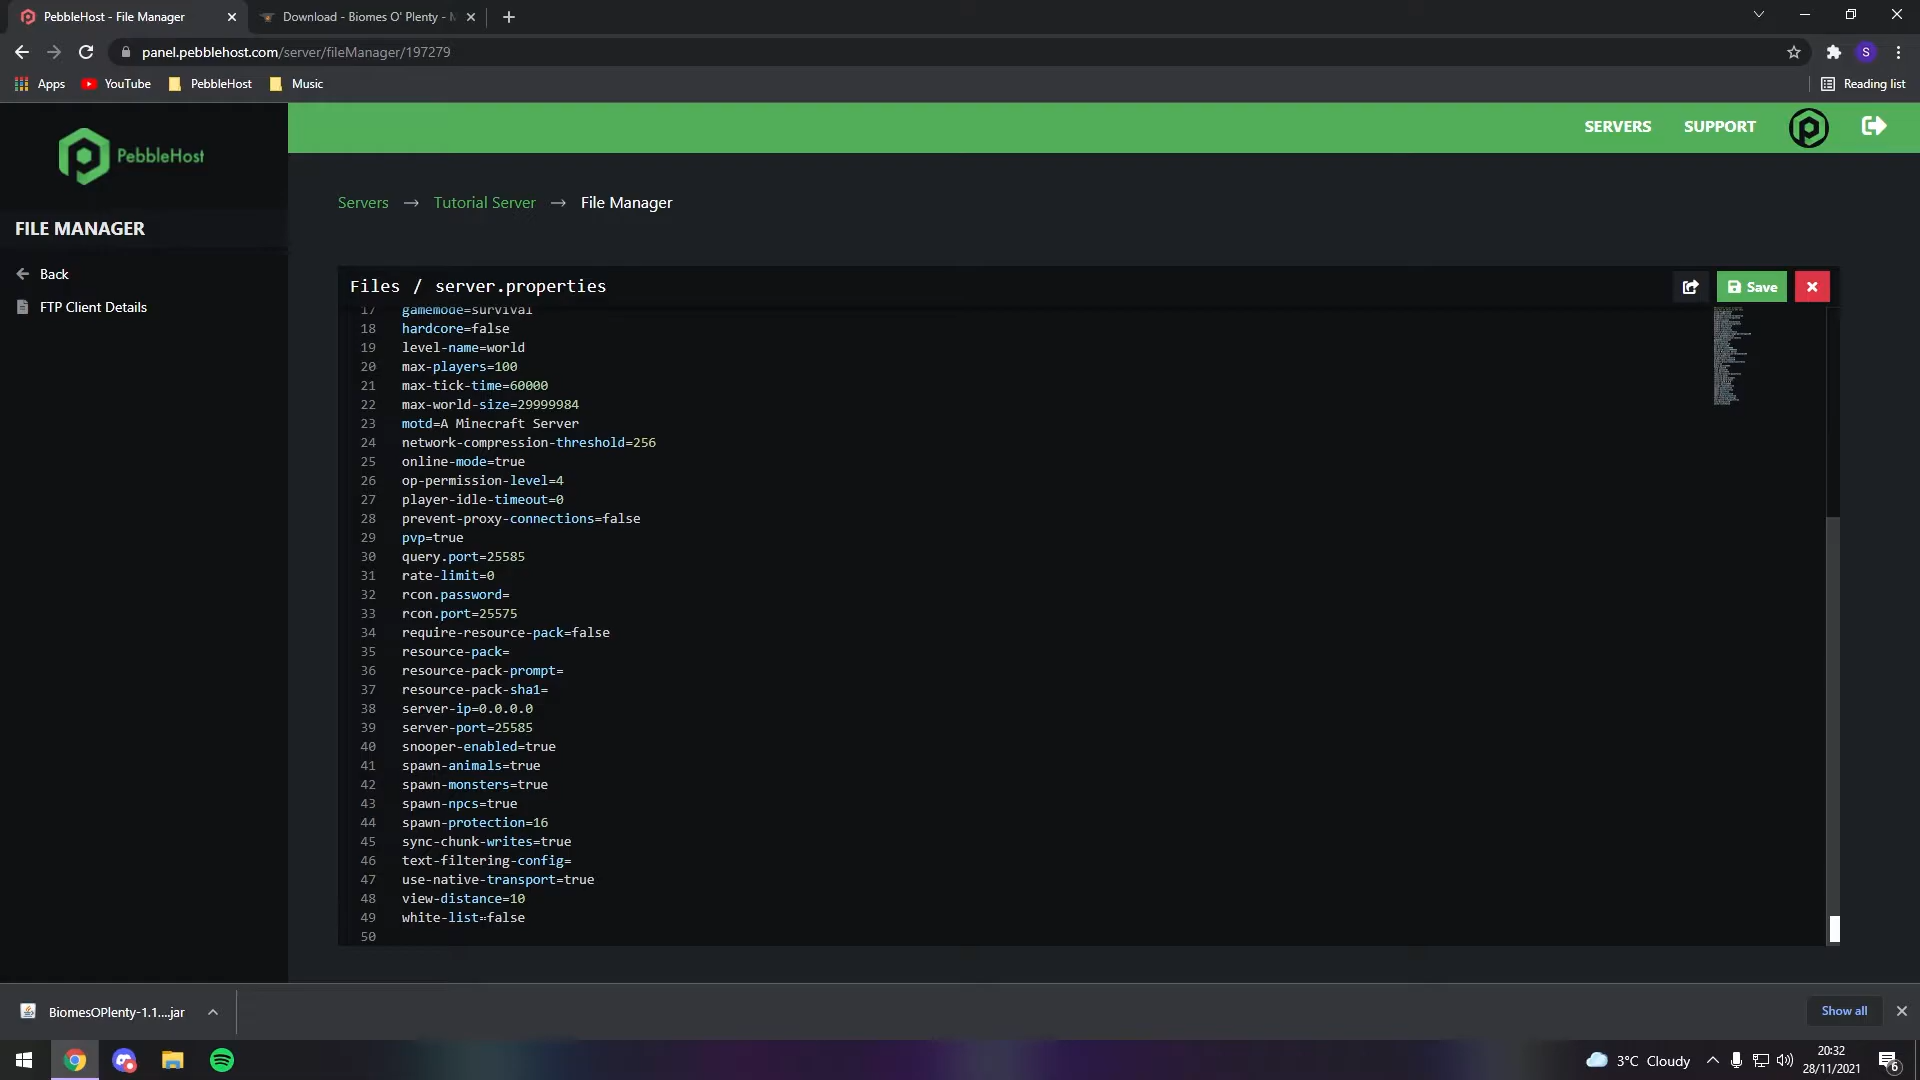 PebbleHost - File Manager
Download - Biomes O' Plenty - M
panel.pebblehost.com/server/fileManager/197279
S
Apps
YouTube
PebbleHost
Music
Reading list
PebbleHost
SERVERS
SUPPORT
FILE MANAGER
Servers → Tutorial Server → File Manager
Back
FTP Client Details
Files / server.properties
Save
17 gamemode=survival
18 hardcore=false
19 level-name=world
20 max-players=100
21 max-tick-time=60000
22 max-world-size=29999984
23 motd=A Minecraft Server
24 network-compression-threshold=256
25 online-mode=true
26 op-permission-level=4
27 player-idle-timeout=0
28 prevent-proxy-connections=false
29 pvp=true
30 query.port=25585
31 rate-limit=0
32 rcon.password=
33 rcon.port=25575
34 require-resource-pack=false
35 resource-pack=
36 resource-pack-prompt=
37 resource-pack-sha1=
38 server-ip=0.0.0.0
39 server-port=25585
40 snooper-enabled=true
41 spawn-animals=true
42 spawn-monsters=true
43 spawn-npcs=true
44 spawn-protection=16
45 sync-chunk-writes=true
46 text-filtering-config=
47 use-native-transport=true
48 view-distance=10
49 white-list=false
50
BiomesOPlenty-1.1....jar
Show all
3°C Cloudy
20:32
28/11/2021
6